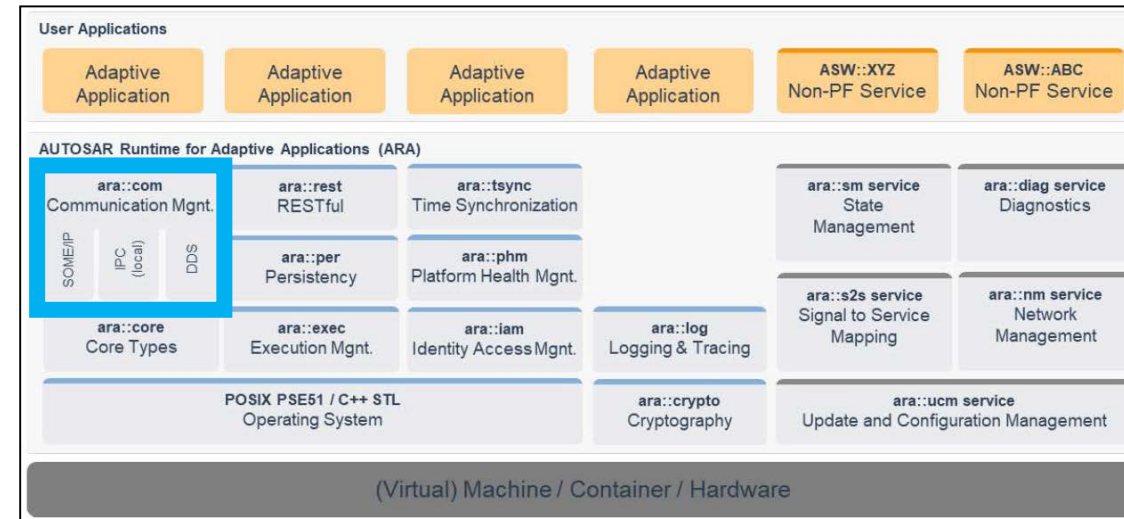 User Applications
Adaptive
Application
Adaptive
Application
Adaptive
Application
Adaptive
Application
ASW::XYZ
Non-PF Service
ASW::ABC
Non-PF Service
AUTOSAR Runtime for Adaptive Applications (ARA)
ara::com
Communication Mgnt.
SOME/IP
IPC
(local)
DDS
ara::rest
RESTful
ara::tsync
Time Synchronization
ara::sm service
State
Management
ara::diag service
Diagnostics
ara::per
Persistency
ara::phm
Platform Health Mgnt.
ara::s2s service
Signal to Service
Mapping
ara::nm service
Network
Management
ara::core
Core Types
ara::exec
Execution Mgnt.
ara::iam
Identity Access Mgnt.
ara::log
Logging & Tracing
POSIX PSE51 / C++ STL
Operating System
ara::crypto
Cryptography
ara::ucm service
Update and Configuration Management
(Virtual) Machine / Container / Hardware